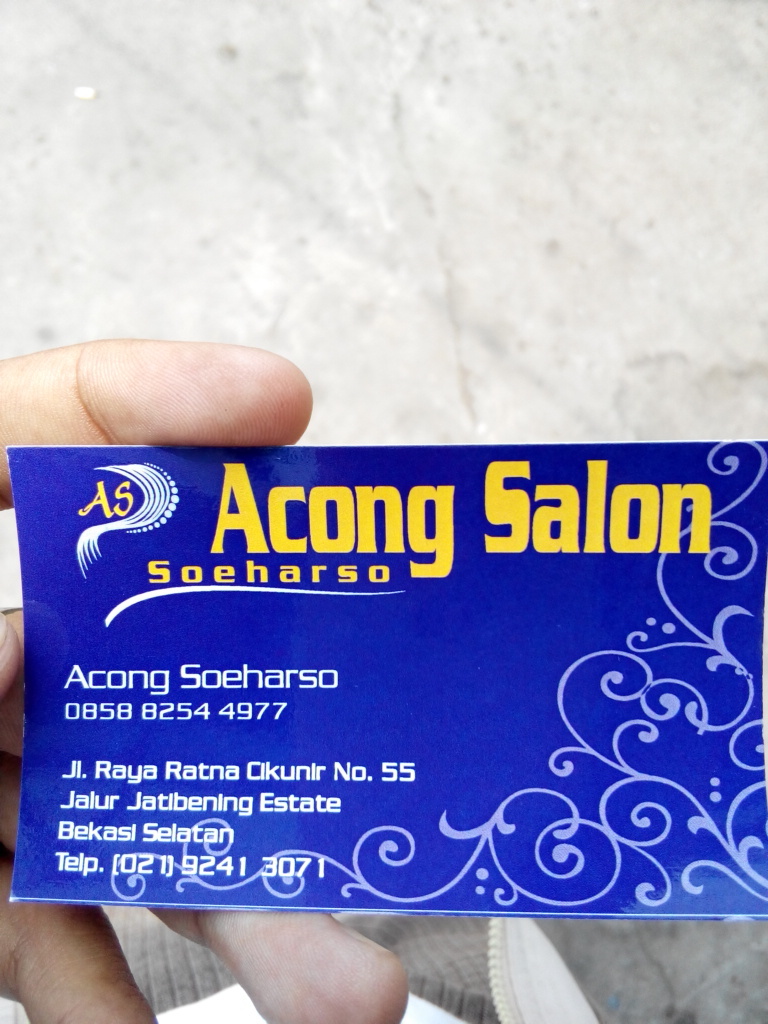 AS
Acong Salon
Soeharso
Acong Soeharso
0858 8254 4977
Jl. Raya Ratna Cikunir No. 55
Jalur Jatibening Estate
Bekasi Selatan
Telp. (021) 9241 3071